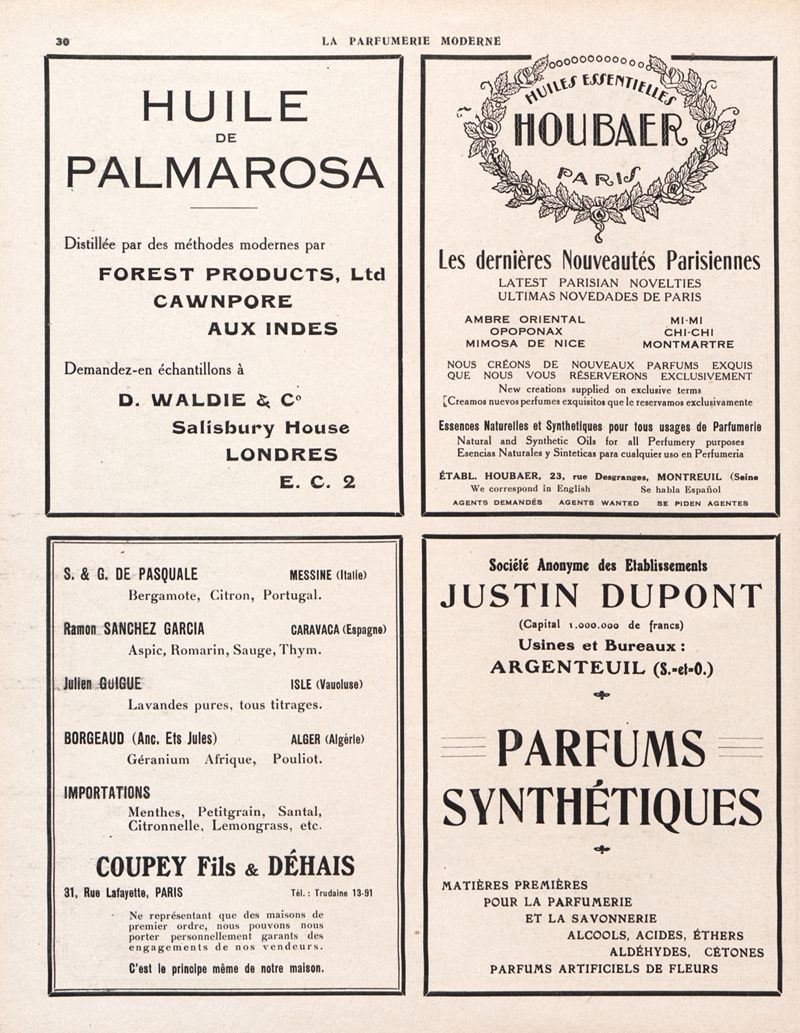 30
LA PARFUMERIE MODERNE
HUILE
DE
PALMAROSA
Distillée par des méthodes modernes par
FOREST PRODUCTS, Ltd
CAWNPORE
AUX INDES
Demandez-en échantillons à
D. WALDIE & Cº
Salisbury House
LONDRES
E. C. 2
HUILES ESSENTIELLES
HOUBAER
PARIS
Les dernières Nouveautés Parisiennes
LATEST PARISIAN NOVELTIES
ULTIMAS NOVEDADES DE PARIS
AMBRE ORIENTAL MI-MI
OPOPONAX CHI-CHI
MIMOSA DE NICE MONTMARTRE
NOUS CRÉONS DE NOUVEAUX PARFUMS EXQUIS
QUE NOUS VOUS RÉSERVERONS EXCLUSIVEMENT
New creations supplied on exclusive terms
[Creamos nuevos perfumes exquisitos que le reservamos exclusivamente
Essences Naturelles et Synthetiques pour tous usages de Parfumerie
Natural and Synthetic Oils for all Perfumery purposes
Esencias Naturales y Sinteticas para cualquier uso en Perfumeria
ÉTABL. HOUBAER, 23, rue Desgranges, MONTREUIL (Seine
We correspond in English Se habla Español
AGENTS DEMANDÉS AGENTS WANTED SE PIDEN AGENTES
S. & G. DE PASQUALE MESSINE (Italie)
Bergamote, Citron, Portugal.
Ramon SANCHEZ GARCIA CARAVACA (Espagne)
Aspic, Romarin, Sauge, Thym.
Julien GUIGUE ISLE (Vaucluse)
Lavandes pures, tous titrages.
BORGEAUD (Anc. Ets Jules) ALGER (Algérie)
Géranium Afrique, Pouliot.
IMPORTATIONS
Menthes, Petitgrain, Santal,
Citronnelle, Lemongrass, etc.
COUPEY Fils & DÉHAIS
31, Rue Lafayette, PARIS Tél. : Trudaine 13-91
Ne représentant que des maisons de
premier ordre, nous pouvons nous
porter personnellement garants des
engagements de nos vendeurs.
C'est le principe même de notre maison.
Société Anonyme des Etablissements
JUSTIN DUPONT
(Capital 1.000.000 de francs)
Usines et Bureaux :
ARGENTEUIL (S.-et-O.)
PARFUMS
SYNTHÉTIQUES
MATIÈRES PREMIÈRES
POUR LA PARFUMERIE
ET LA SAVONNERIE
ALCOOLS, ACIDES, ÉTHERS
ALDÉHYDES, CÉTONES
PARFUMS ARTIFICIELS DE FLEURS